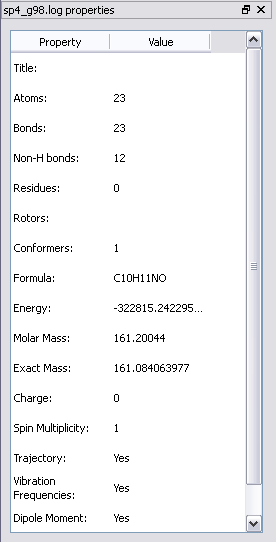 sp4_g98.log properties
Property Value
Title:
Atoms: 23
Bonds: 23
Non-H bonds: 12
Residues: 0
Rotors:
Conformers: 1
Formula: C10H11NO
Energy: -322815.242295...
Molar Mass: 161.20044
Exact Mass: 161.084063977
Charge: 0
Spin Multiplicity: 1
Trajectory: Yes
Vibration
Frequencies: Yes
Dipole Moment: Yes